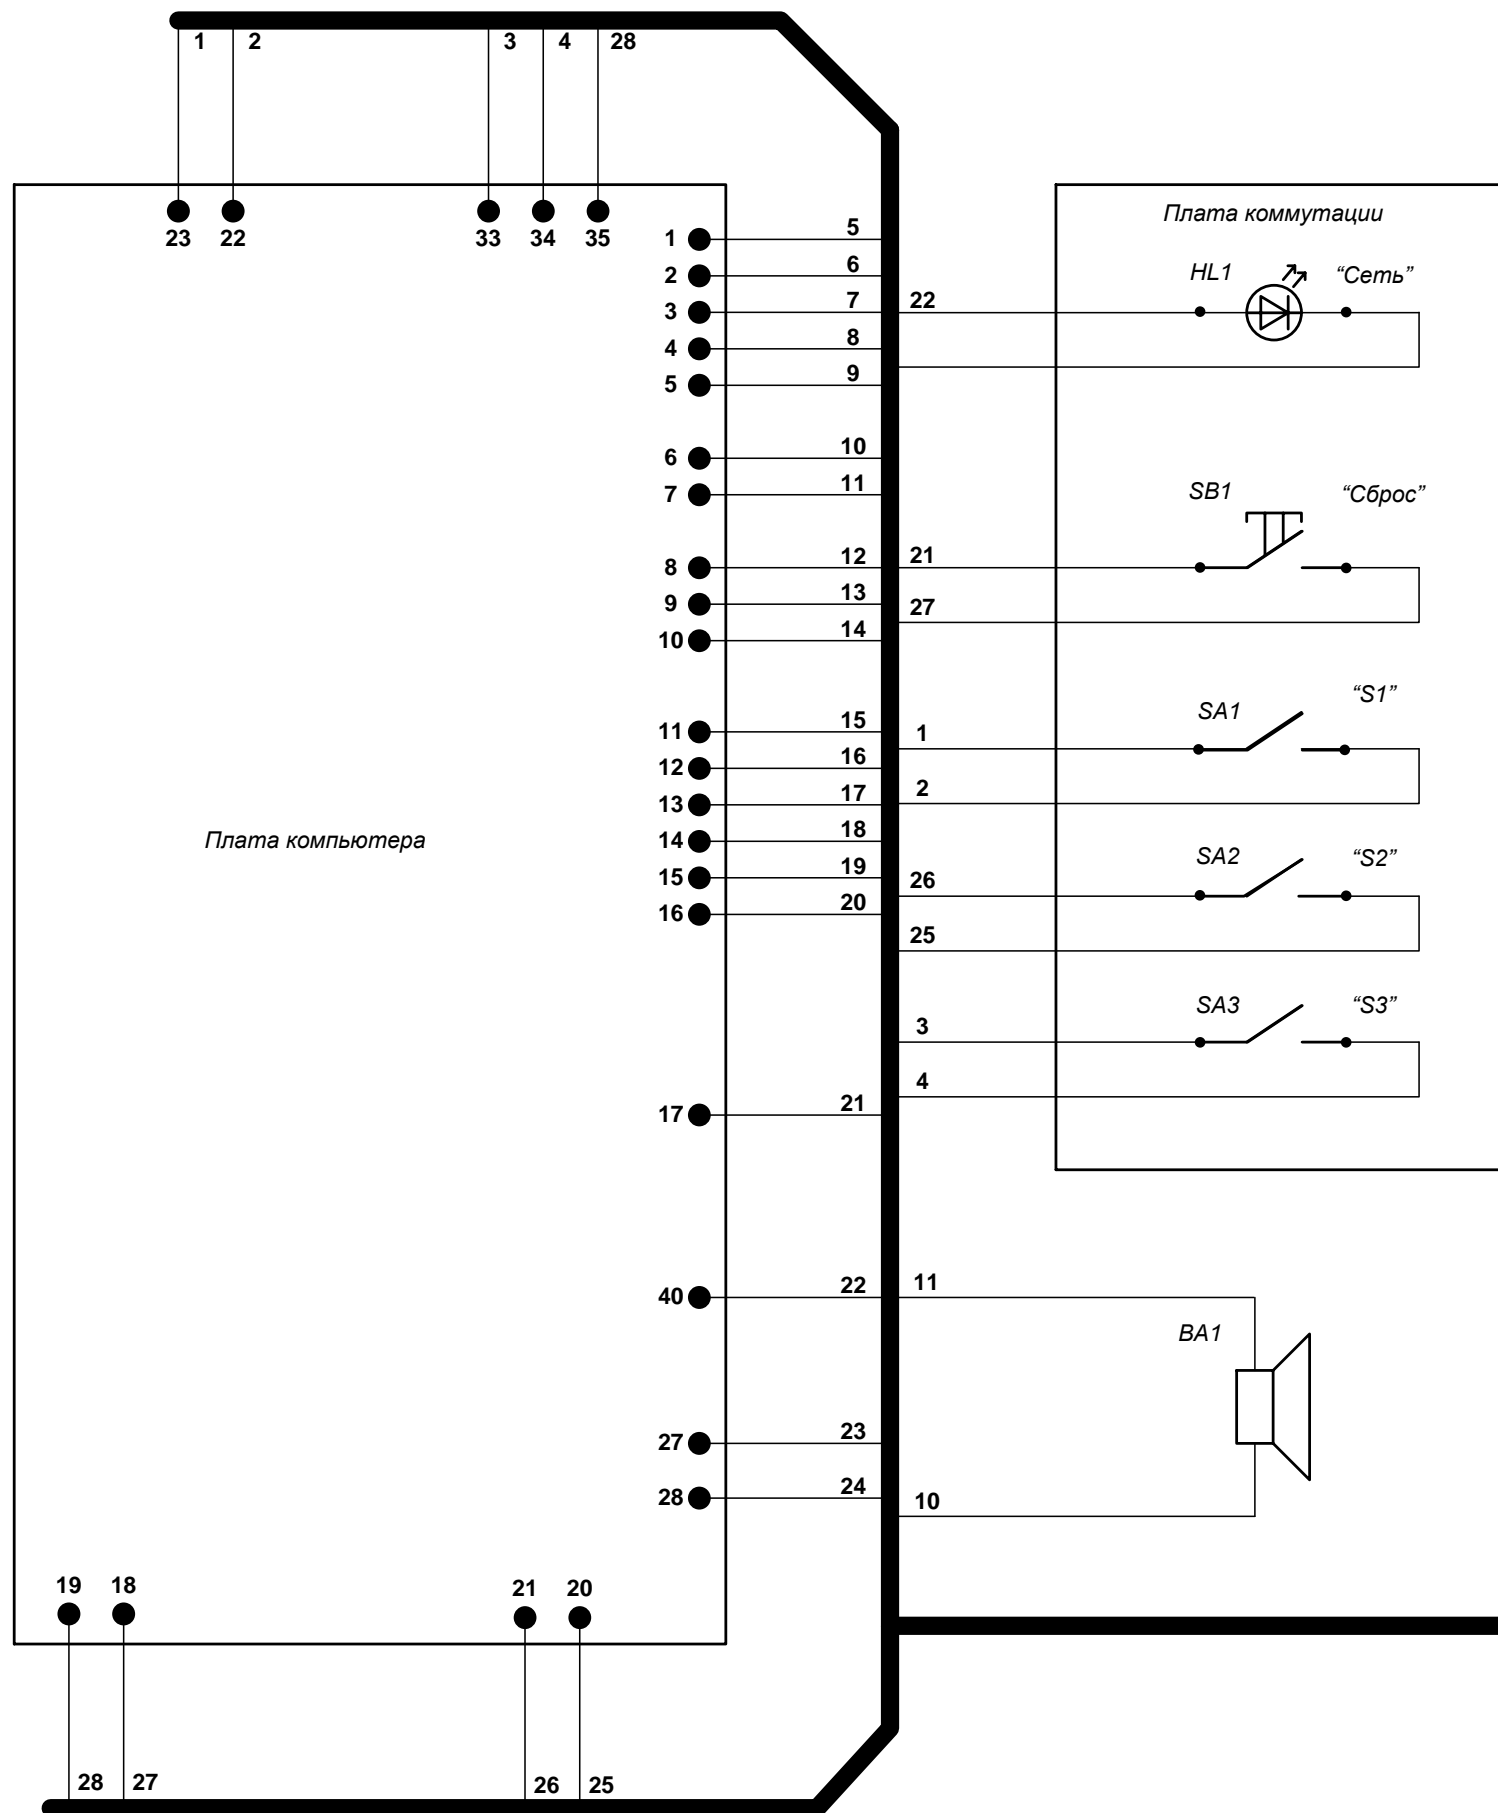 1 2 3 4 28
23 22 33 34 35
Плата коммутации
1 5
2 6
HL1 “Сеть”
3 7 22
4 8
5 9
6 10
7 11
SB1 “Сброс”
8 12 21
9 13 27
10 14
SA1 “S1”
11 15 1
12 16
13 17 2
Плата компьютера
14 18
SA2 “S2”
15 19 26
16 20
25
SA3 “S3”
3
4
17 21
40 22 11
BA1
27 23
28 24 10
19 18 21 20
28 27 26 25